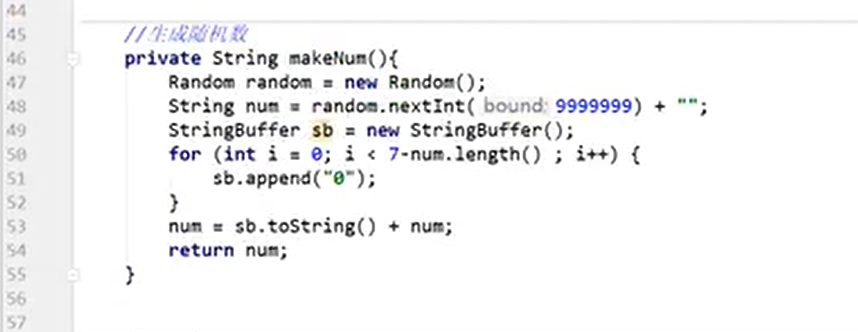 44
45 //生成随机数
46 private String makeNum(){
47 Random random = new Random();
48 String num = random.nextInt( bound: 9999999) + "";
49 StringBuffer sb = new StringBuffer();
50 for (int i = 0; i < 7-num.length() ; i++) {
51 sb.append("0");
52 }
53 num = sb.toString() + num;
54 return num;
55 }
56
57